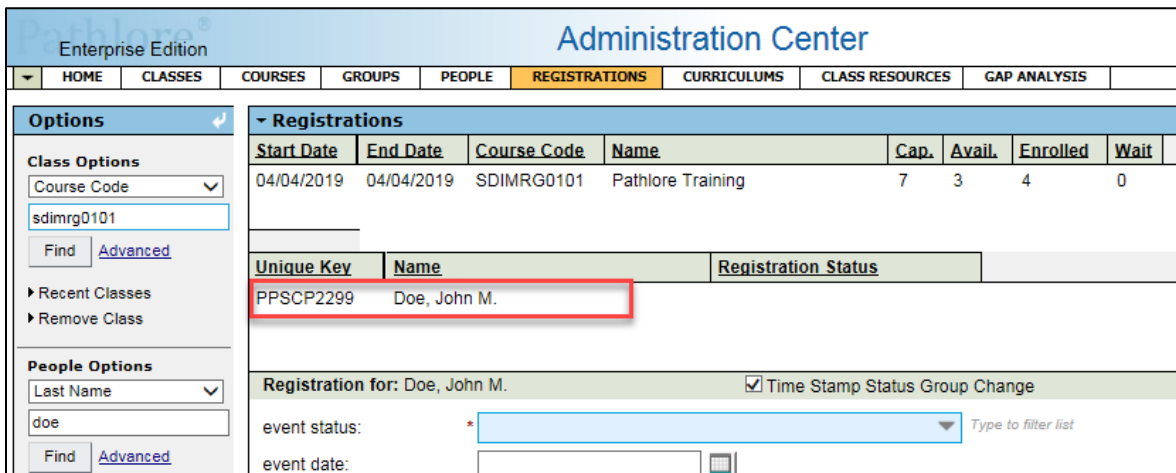 Pathlore®
Enterprise Edition
Administration Center
HOME CLASSES COURSES GROUPS PEOPLE REGISTRATIONS CURRICULUMS CLASS RESOURCES GAP ANALYSIS
Options
Class Options
Course Code
sdimrg0101
Find Advanced
Recent Classes
Remove Class
People Options
Last Name
doe
Find Advanced
Registrations
Start Date End Date Course Code Name Cap. Avail. Enrolled Wait
04/04/2019 04/04/2019 SDIMRG0101 Pathlore Training 7 3 4 0
Unique Key Name Registration Status
PPSCP2299 Doe, John M.
Registration for: Doe, John M. Time Stamp Status Group Change
event status: * Type to filter list
event date: